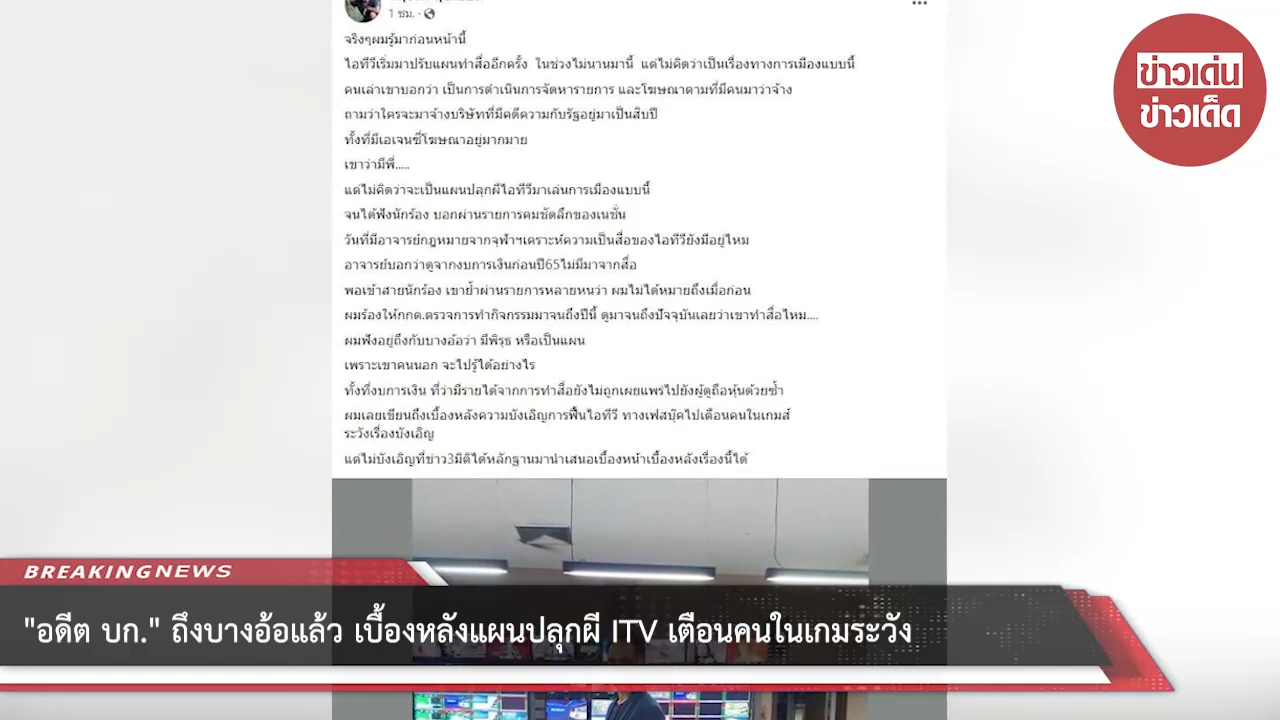 1 ชม.
จริงๆผมรู้มาก่อนหน้านี้
ไอทีวีเริ่มมาปรับแผนทำสื่ออีกครั้ง ในช่วงไม่นานมานี้ แต่ไม่คิดว่าเป็นเรื่องทางการเมืองแบบนี้
คนเล่าเขาบอกว่า เป็นการดำเนินการจัดหารายการ และโฆษณาตามที่มีคนมาว่าจ้าง
ถามว่าใครจะมาจ้างบริษัทที่มีคดีความกับรัฐอยู่มาเป็นสิบปี
ทั้งที่มีเอเจนซี่โฆษณาอยู่มากมาย
เขาว่ามีพี่.....
แต่ไม่คิดว่าจะเป็นแผนปลุกผีไอทีวีมาเล่นการเมืองแบบนี้
จนได้ฟังนักร้อง บอกผ่านรายการคมชัดลึกของเนชั่น
วันที่มีอาจารย์กฎหมายจากจุฬาฯเคราะห์ความเป็นสื่อของไอทีวียังมีอยู่ไหม
อาจารย์บอกว่าดูจากงบการเงินก่อนปี65ไม่มีมาจากสื่อ
พอเข้าสายนักร้อง เขาย้ำผ่านรายการหลายหนว่า ผมไม่ได้หมายถึงเมื่อก่อน
ผมร้องให้กกต.ตรวจการทำกิจกรรมมาจนถึงปีนี้ ดูมาจนถึงปัจจุบันเลยว่าเขาทำสื่อไหม....
ผมฟังอยู่ถึงกับบางอ้อว่า มีพิรุธ หรือเป็นแผน
เพราะเขาคนนอก จะไปรู้ได้อย่างไร
ทั้งที่งบการเงิน ที่ว่ามีรายได้จากการทำสื่อยังไม่ถูกเผยแพร่ไปยังผู้ถือหุ้นด้วยซ้ำ
ผมเลยเขียนถึงเบื้องหลังความบังเอิญการฟื้นไอทีวี ทางเฟสบุ๊คไปเตือนคนในเกมส์
ระวังเรื่องบังเอิญ
แต่ไม่บังเอิญที่ข่าว3มิติได้หลักฐานมานำเสนอเบื้องหน้าเบื้องหลังเรื่องนี้ได้
ข่าวเด่น
ข่าวเด็ด
BREAKING NEWS
"อดีต บก." ถึงบางอ้อแล้ว เบื้องหลังแผนปลุกผี ITV เตือนคนในเกมระวัง